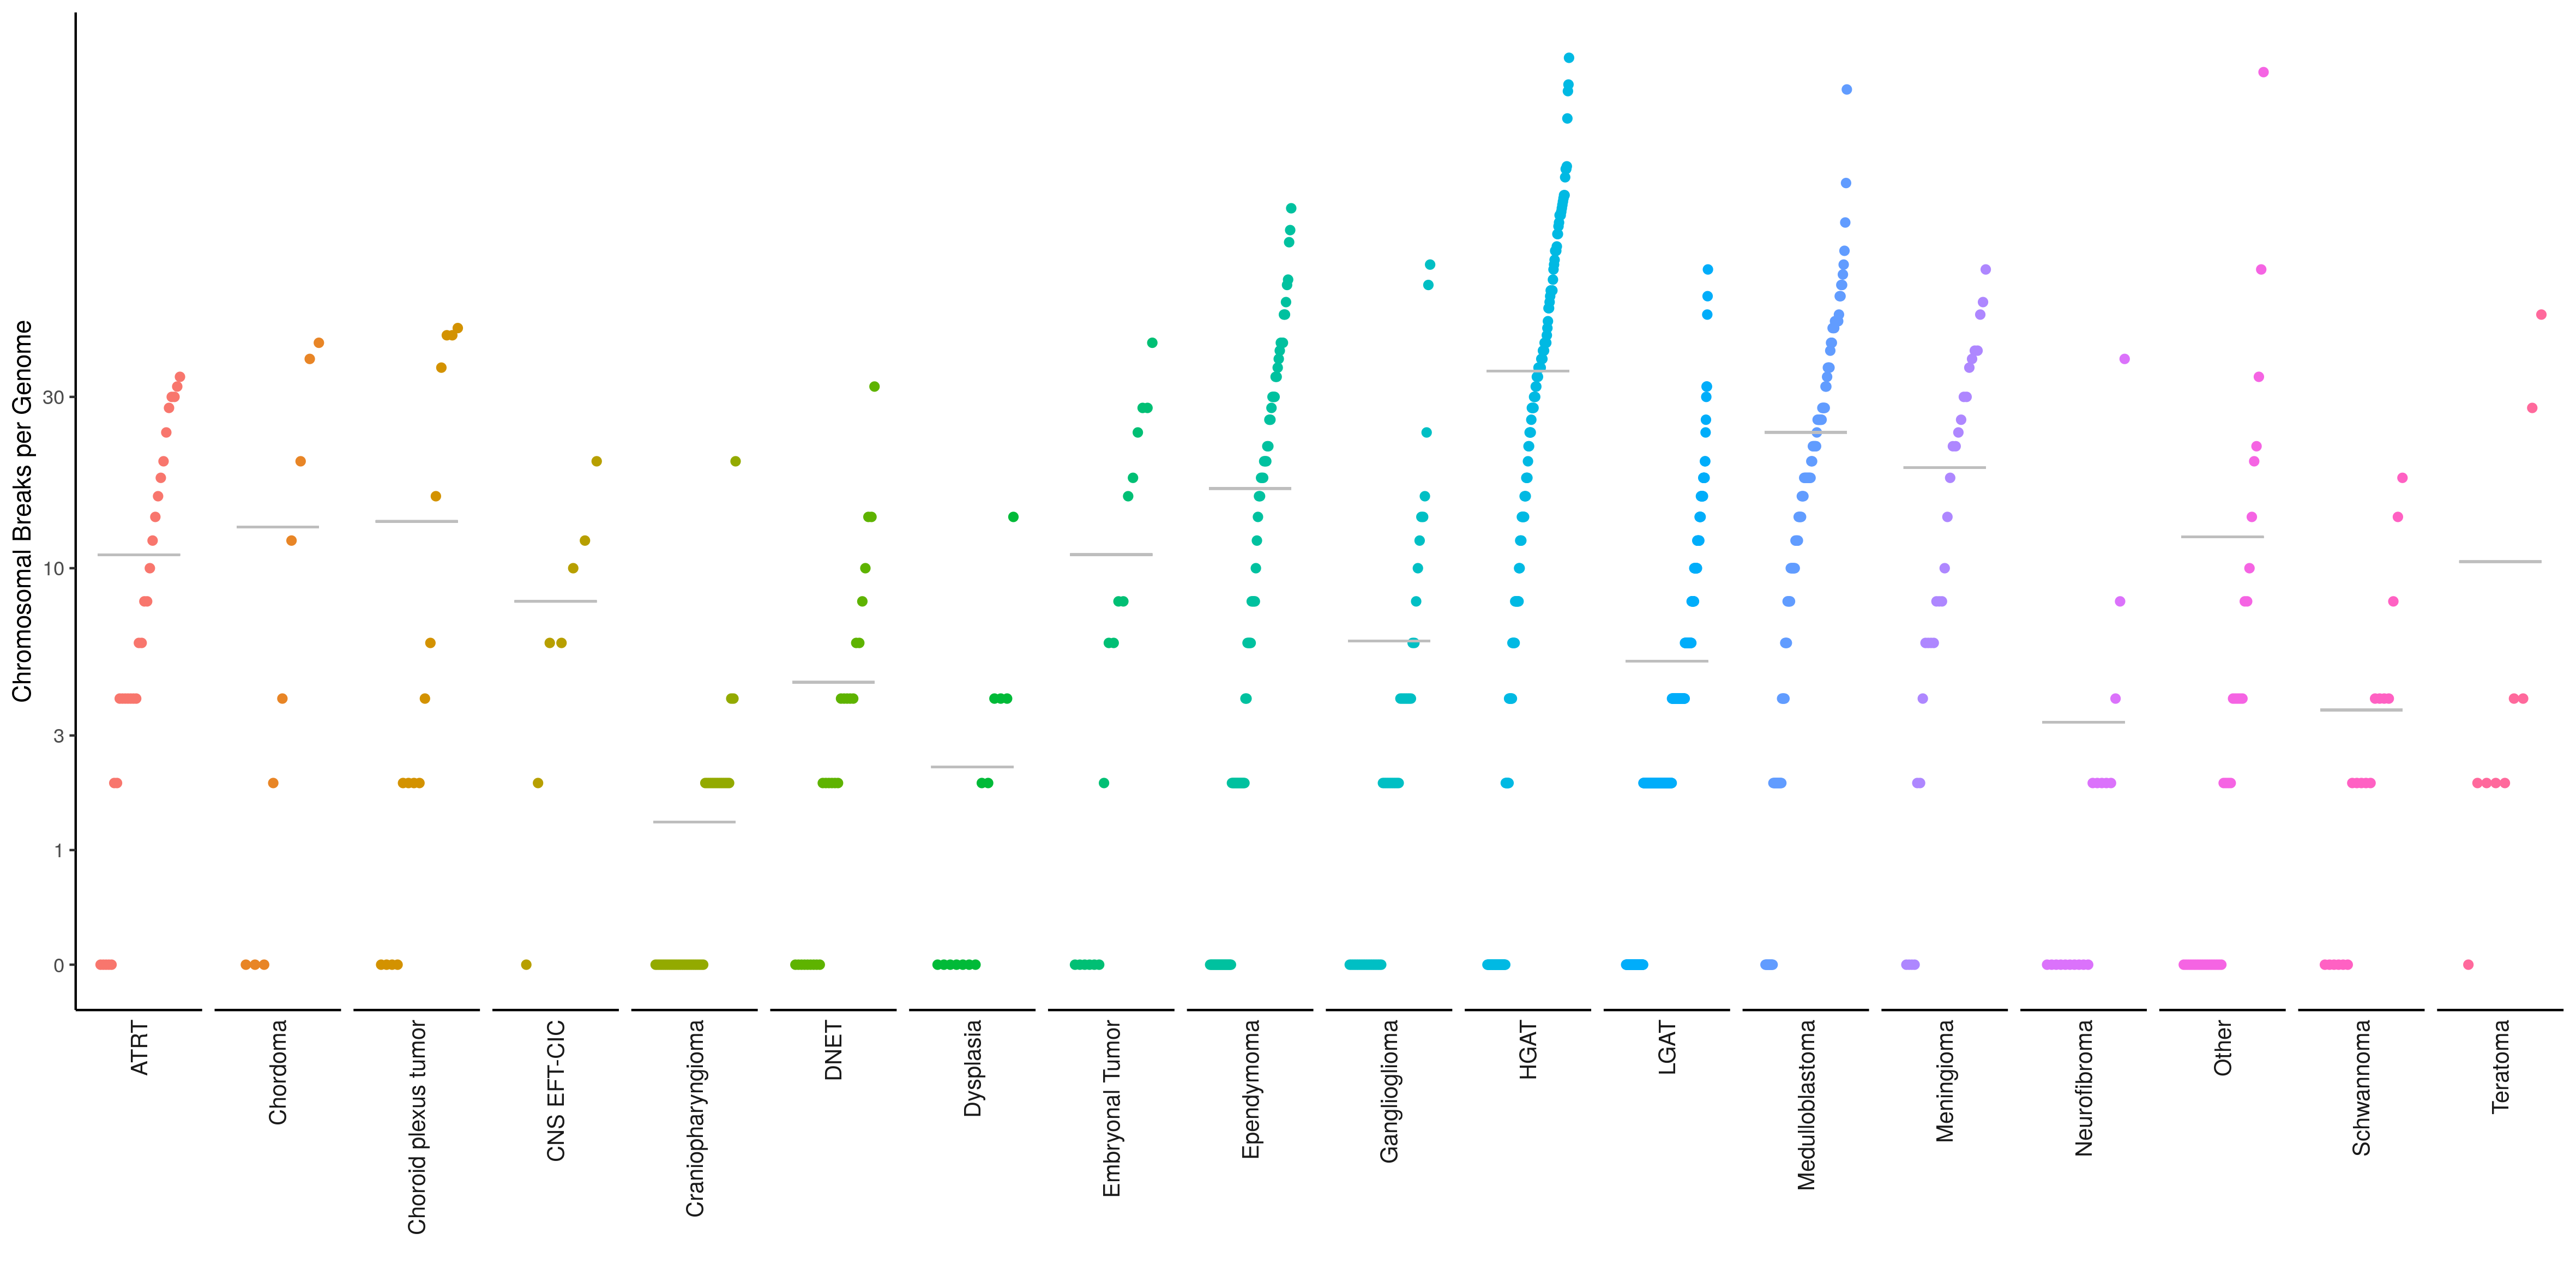 Chromosomal Breaks per Genome
30
10
3
1
0
ATRT
Chordoma
Choroid plexus tumor
CNS EFT-CIC
Craniopharyngioma
DNET
Dysplasia
Embryonal Tumor
Ependymoma
Ganglioglioma
HGAT
LGAT
Medulloblastoma
Meningioma
Neurofibroma
Other
Schwannoma
Teratoma